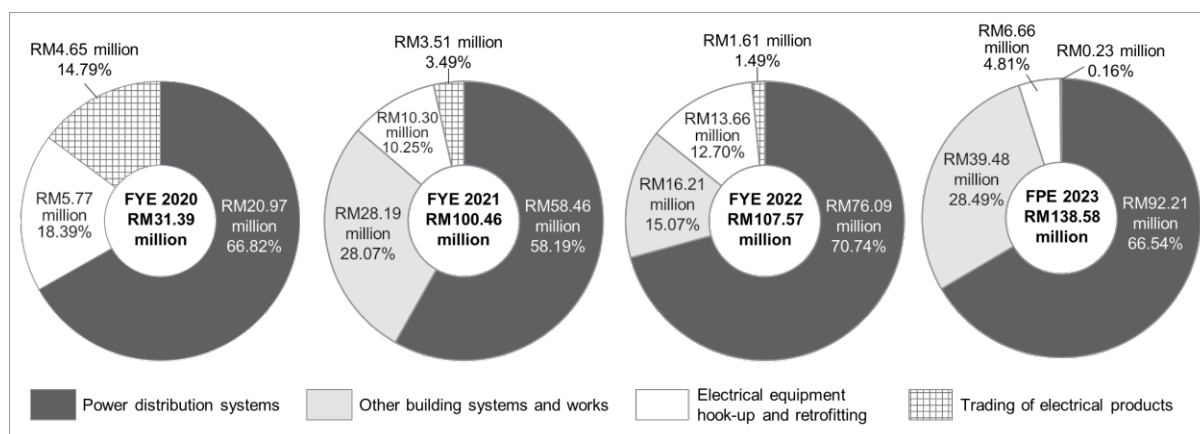 RM4.65 million
14.79%
RM5.77
million
18.39%
FYE 2020
RM31.39
million
RM20.97
million
66.82%
RM3.51 million
3.49%
RM10.30
million
10.25%
RM28.19
million
28.07%
FYE 2021
RM100.46
million
RM58.46
million
58.19%
RM1.61 million
1.49%
RM13.66
million
12.70%
RM16.21
million
15.07%
FYE 2022
RM107.57
million
RM76.09
million
70.74%
RM6.66
million
4.81%
RM0.23 million
0.16%
RM39.48
million
28.49%
FPE 2023
RM138.58
million
RM92.21
million
66.54%
Power distribution systems
Other building systems and works
Electrical equipment
hook-up and retrofitting
Trading of electrical products